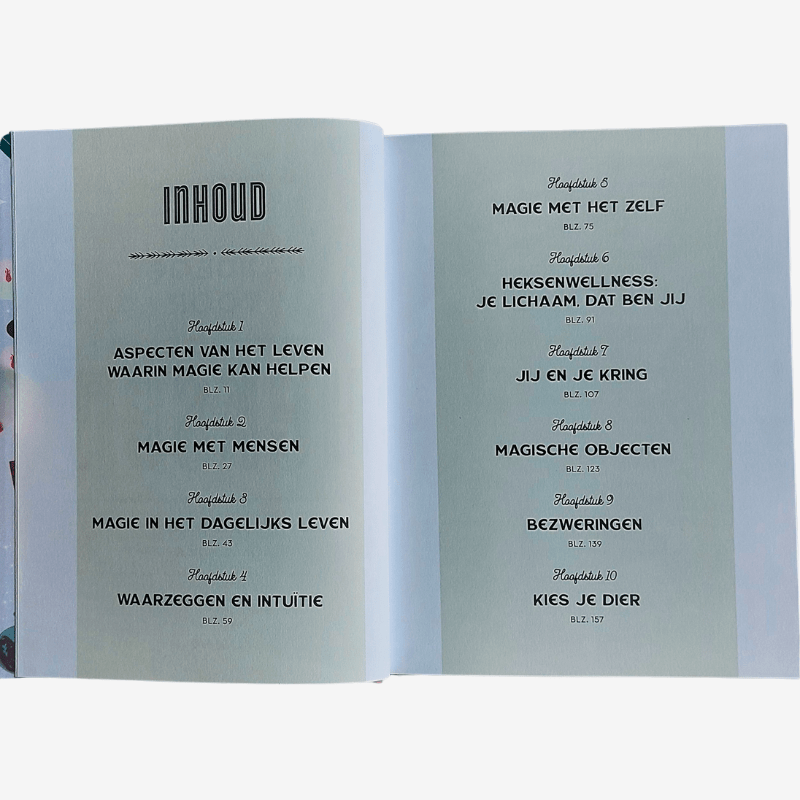 INHOUD
Hoofdstuk 1
ASPECTEN VAN HET LEVEN
WAARIN MAGIE KAN HELPEN
BLZ. 11
Hoofdstuk 2
MAGIE MET MENSEN
BLZ. 27
Hoofdstuk 3
MAGIE IN HET DAGELIJKS LEVEN
BLZ. 43
Hoofdstuk 4
WAARZEGGEN EN INTUÏTIE
BLZ. 59
Hoofdstuk 5
MAGIE MET HET ZELF
BLZ. 75
Hoofdstuk 6
HEKSENWELLNESS:
JE LICHAAM, DAT BEN JIJ
BLZ. 91
Hoofdstuk 7
JIJ EN JE KRING
BLZ. 107
Hoofdstuk 8
MAGISCHE OBJECTEN
BLZ. 123
Hoofdstuk 9
BEZWERINGEN
BLZ. 139
Hoofdstuk 10
KIES JE DIER
BLZ. 157